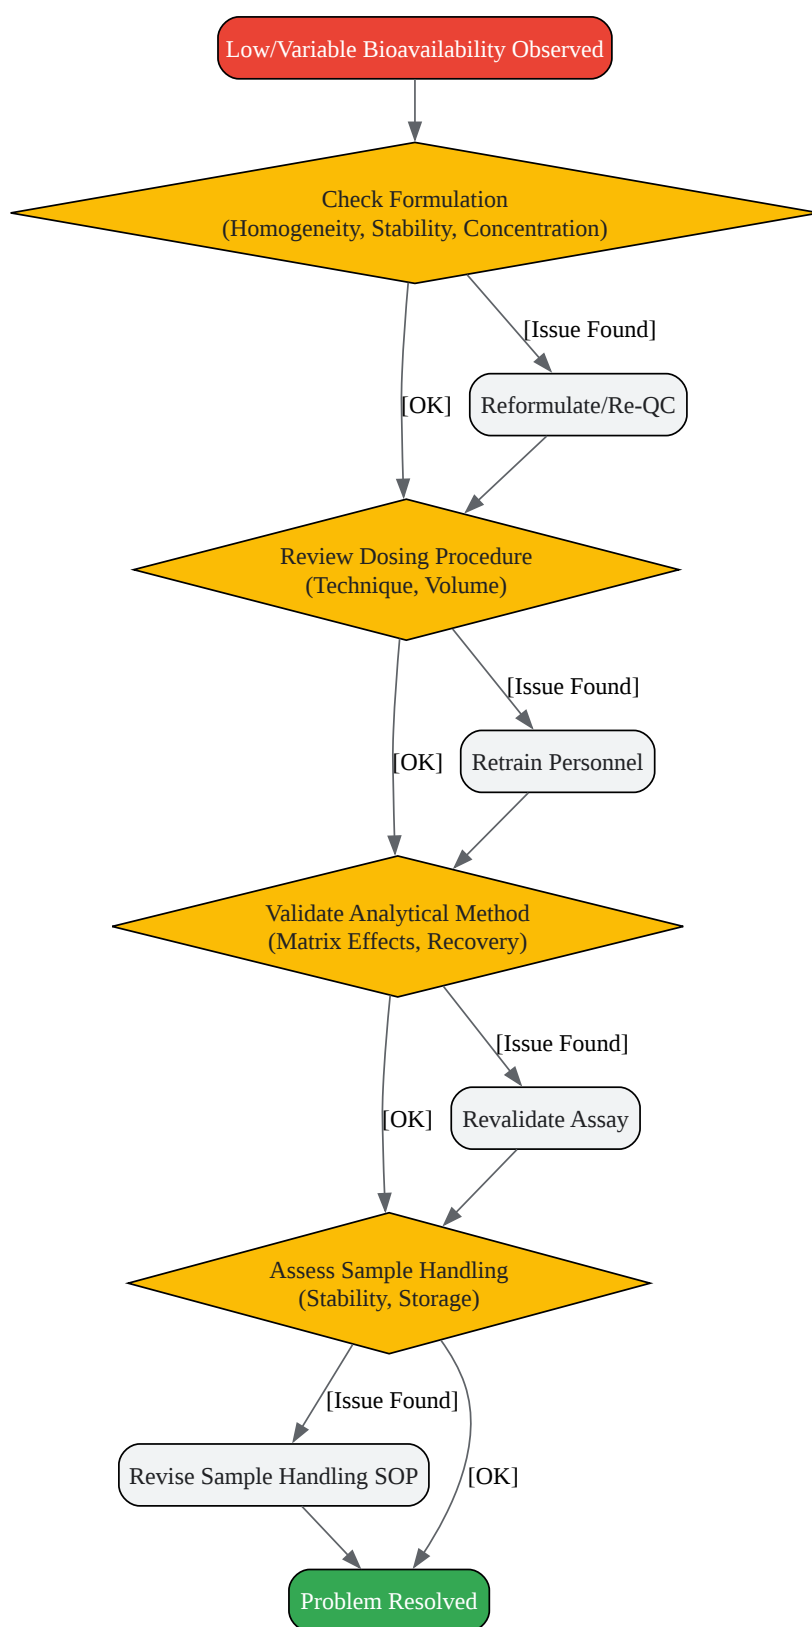 Low/Variable Bioavailability Observed
Check Formulation
(Homogeneity, Stability, Concentration)
[Issue Found]
[OK]
Reformulate/Re-QC
Review Dosing Procedure
(Technique, Volume)
[Issue Found]
[OK]
Retrain Personnel
Validate Analytical Method
(Matrix Effects, Recovery)
[Issue Found]
[OK]
Revalidate Assay
Assess Sample Handling
(Stability, Storage)
[Issue Found]
Revise Sample Handling SOP
[OK]
Problem Resolved